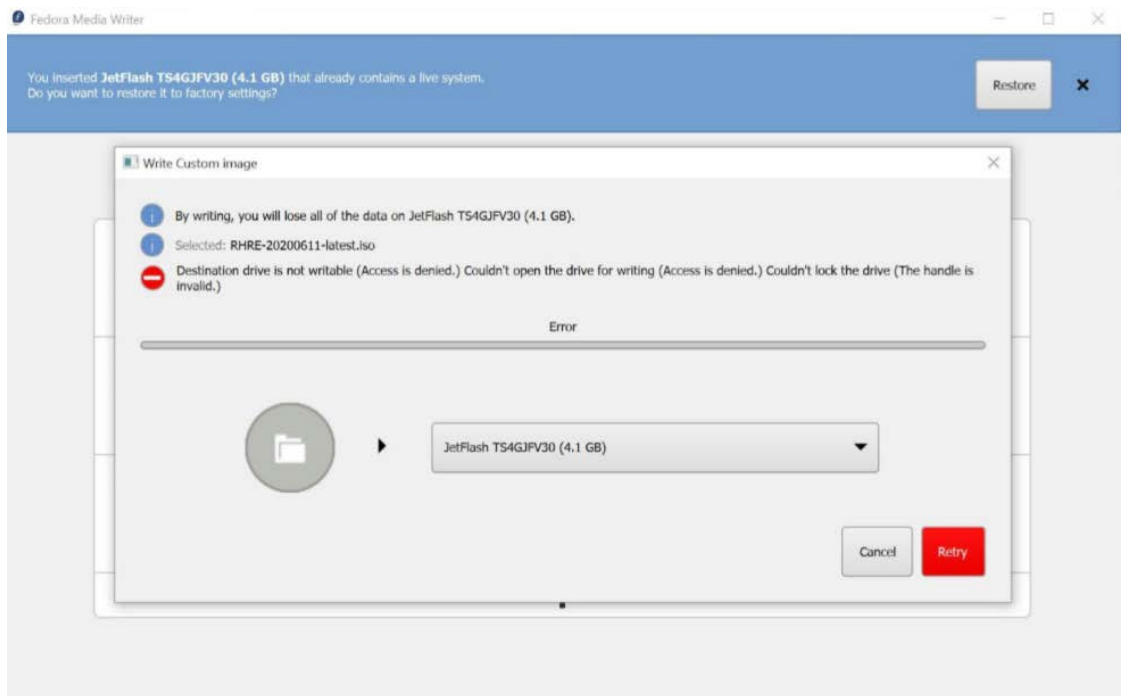 Fedora Media Writer
You inserted JetFlash TS4GJFV30 (4.1 GB) that already contains a live system.
Do you want to restore it to factory settings?
Restore
Write Custom image
By writing, you will lose all of the data on JetFlash TS4GJFV30 (4.1 GB).
Selected: RHRE-20200611-latest.iso
Destination drive is not writable (Access is denied.) Couldn't open the drive for writing (Access is denied.) Couldn't lock the drive (The handle is
invalid.)
Error
JetFlash TS4GJFV30 (4.1 GB)
Cancel
Retry